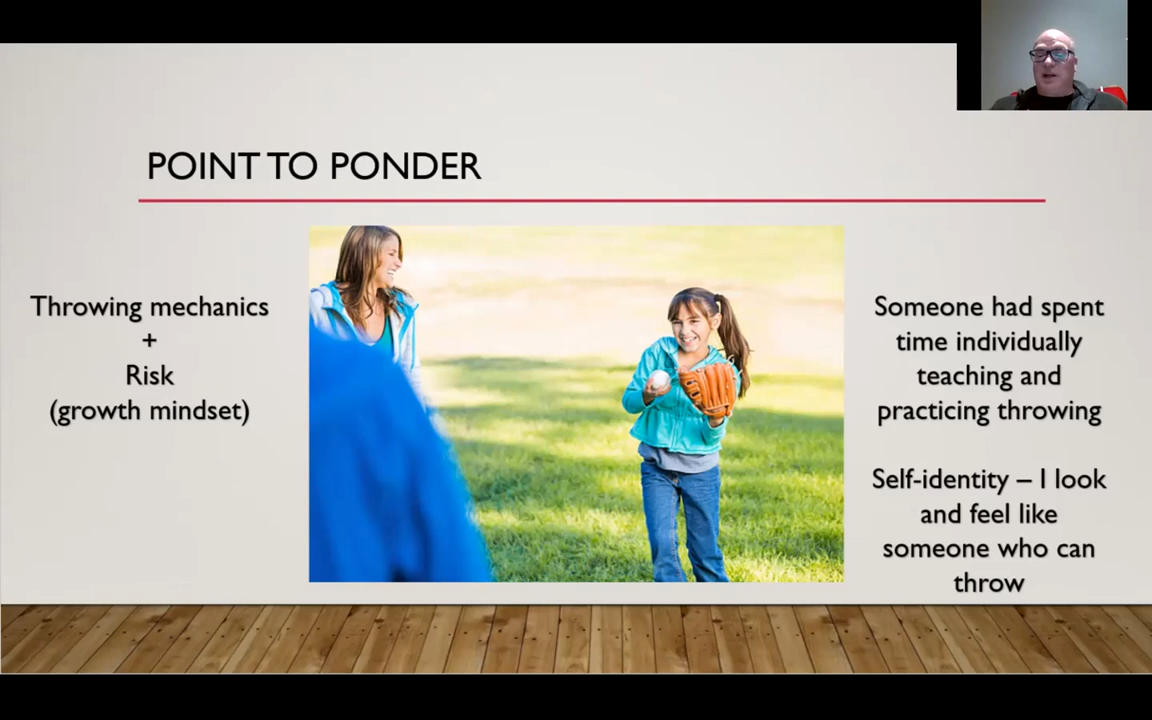 POINT TO PONDER
Throwing mechanics
+
Risk
(growth mindset)
Someone had spent
time individually
teaching and
practicing throwing
Self-identity – I look
and feel like
someone who can
throw